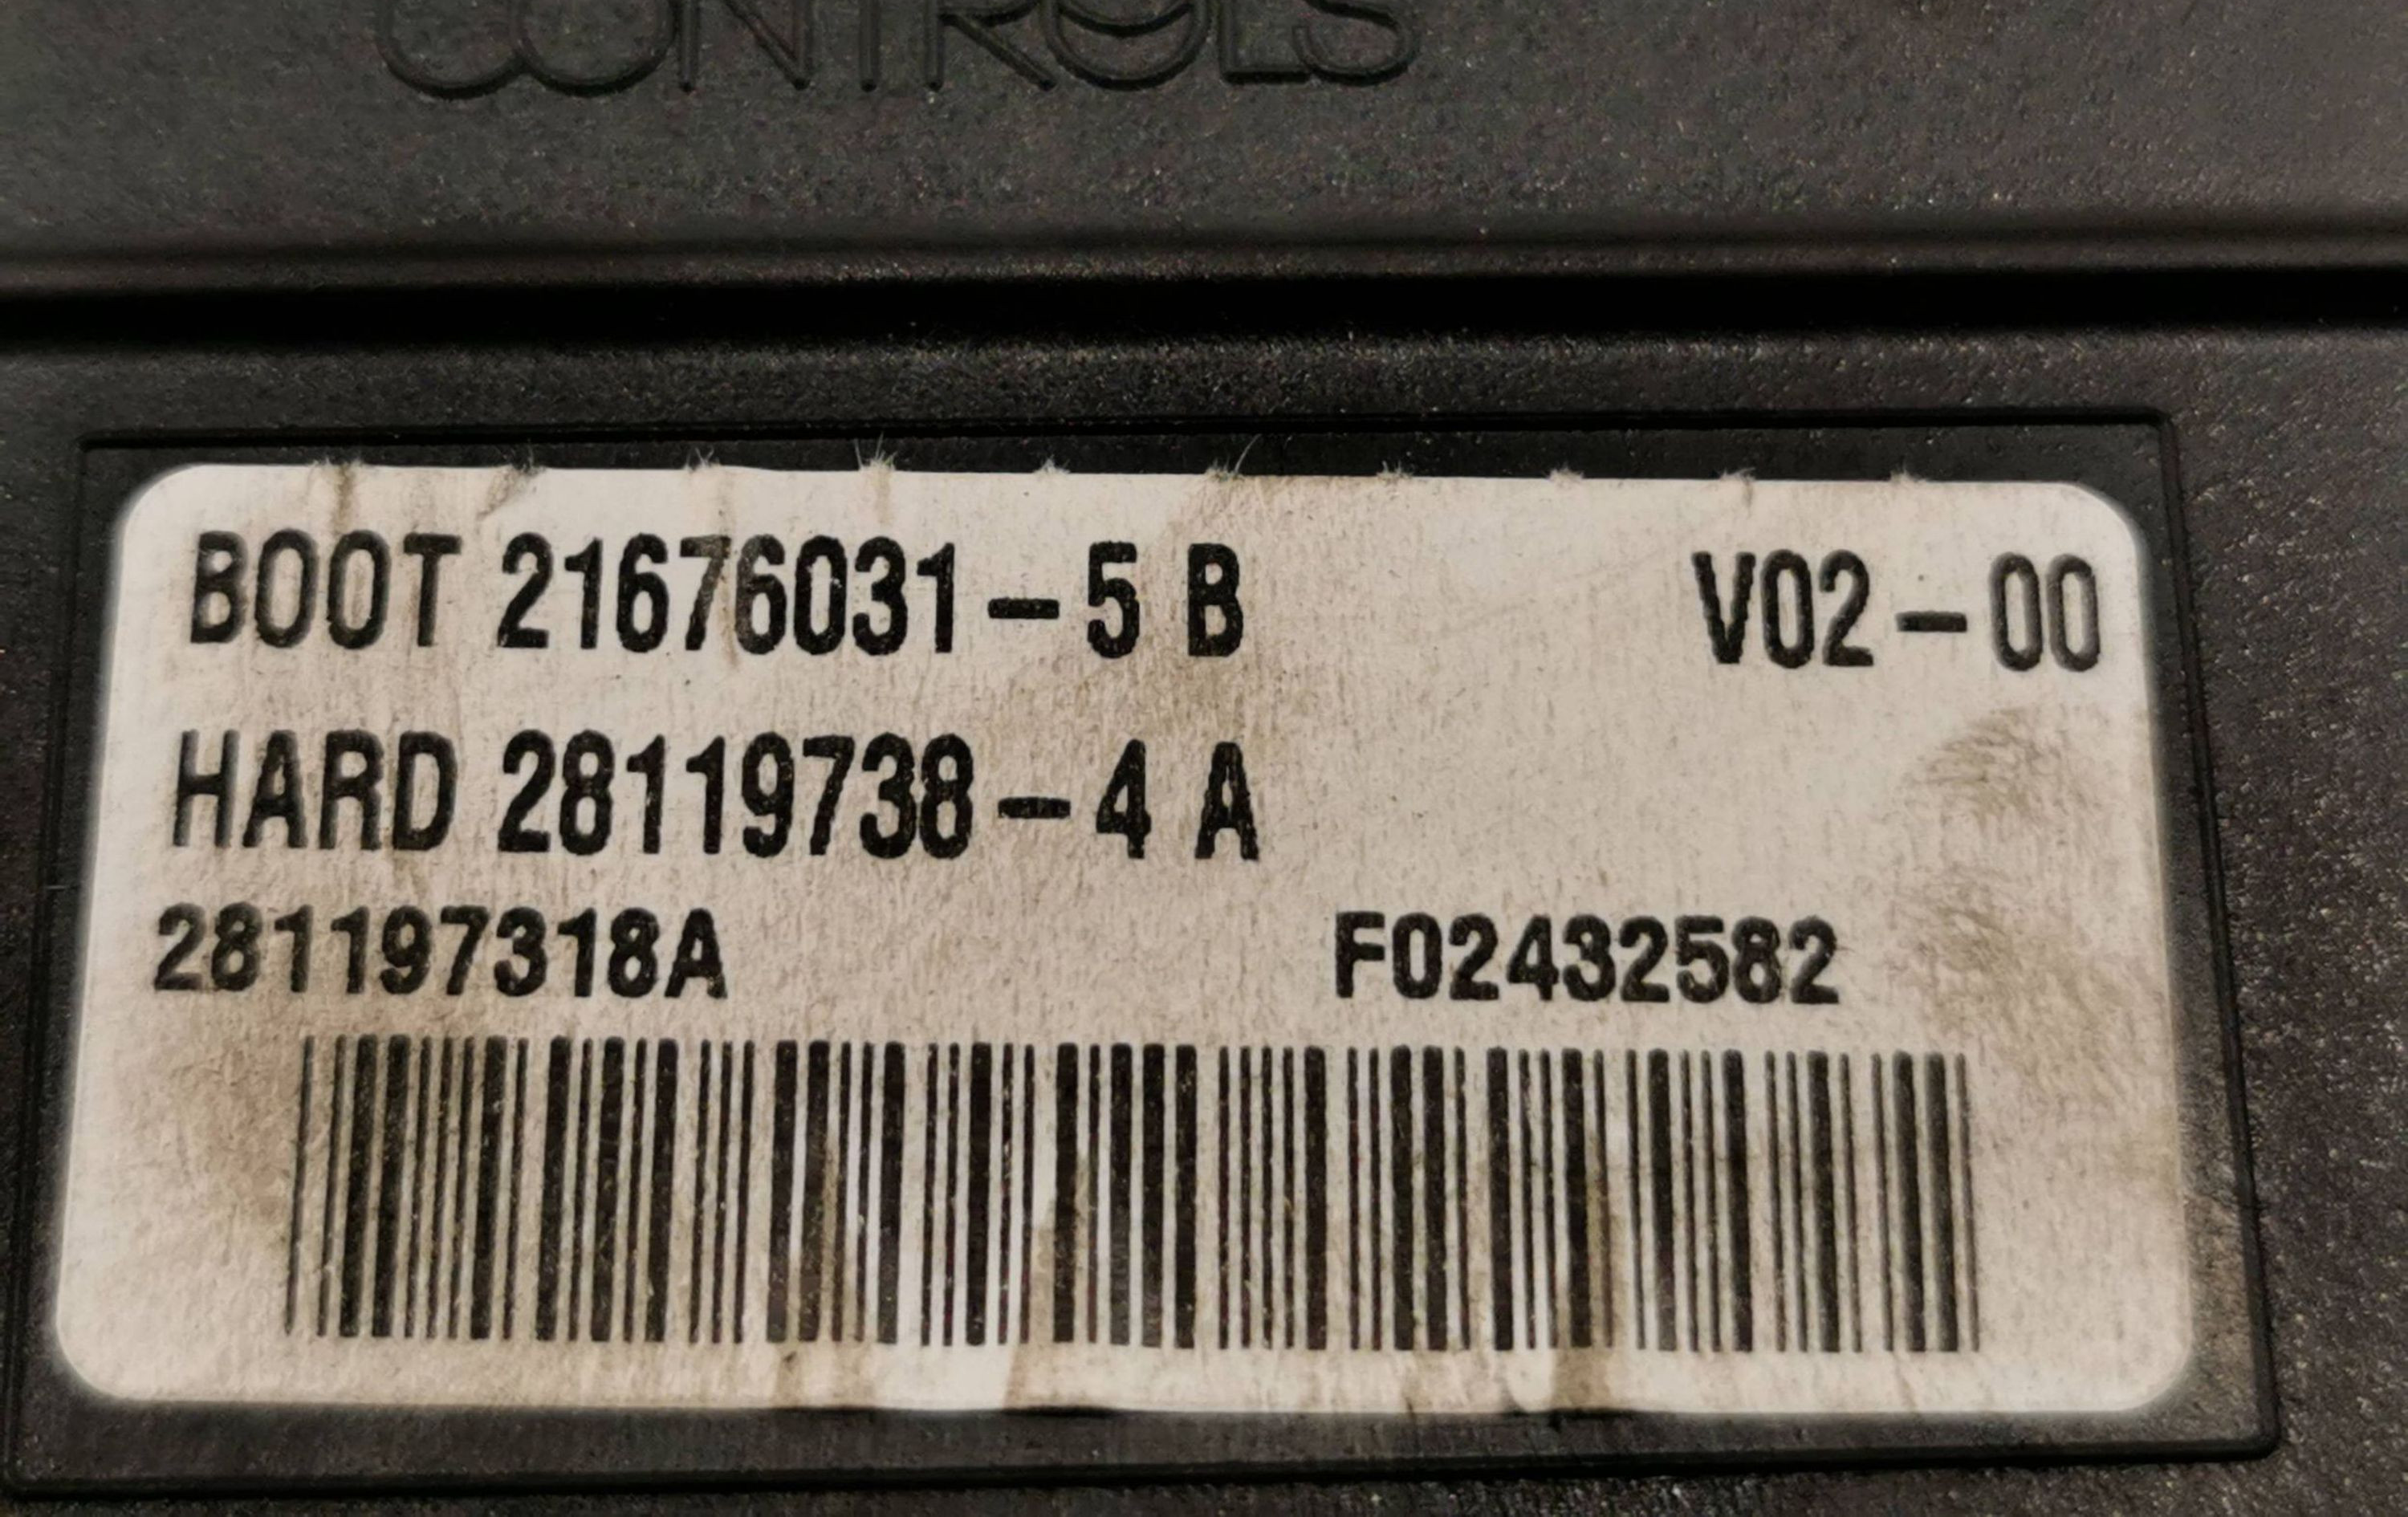 CONTROLS
BOOT 21676031-5 B V02-00
HARD 28119738-4 A
281197318A F02432582